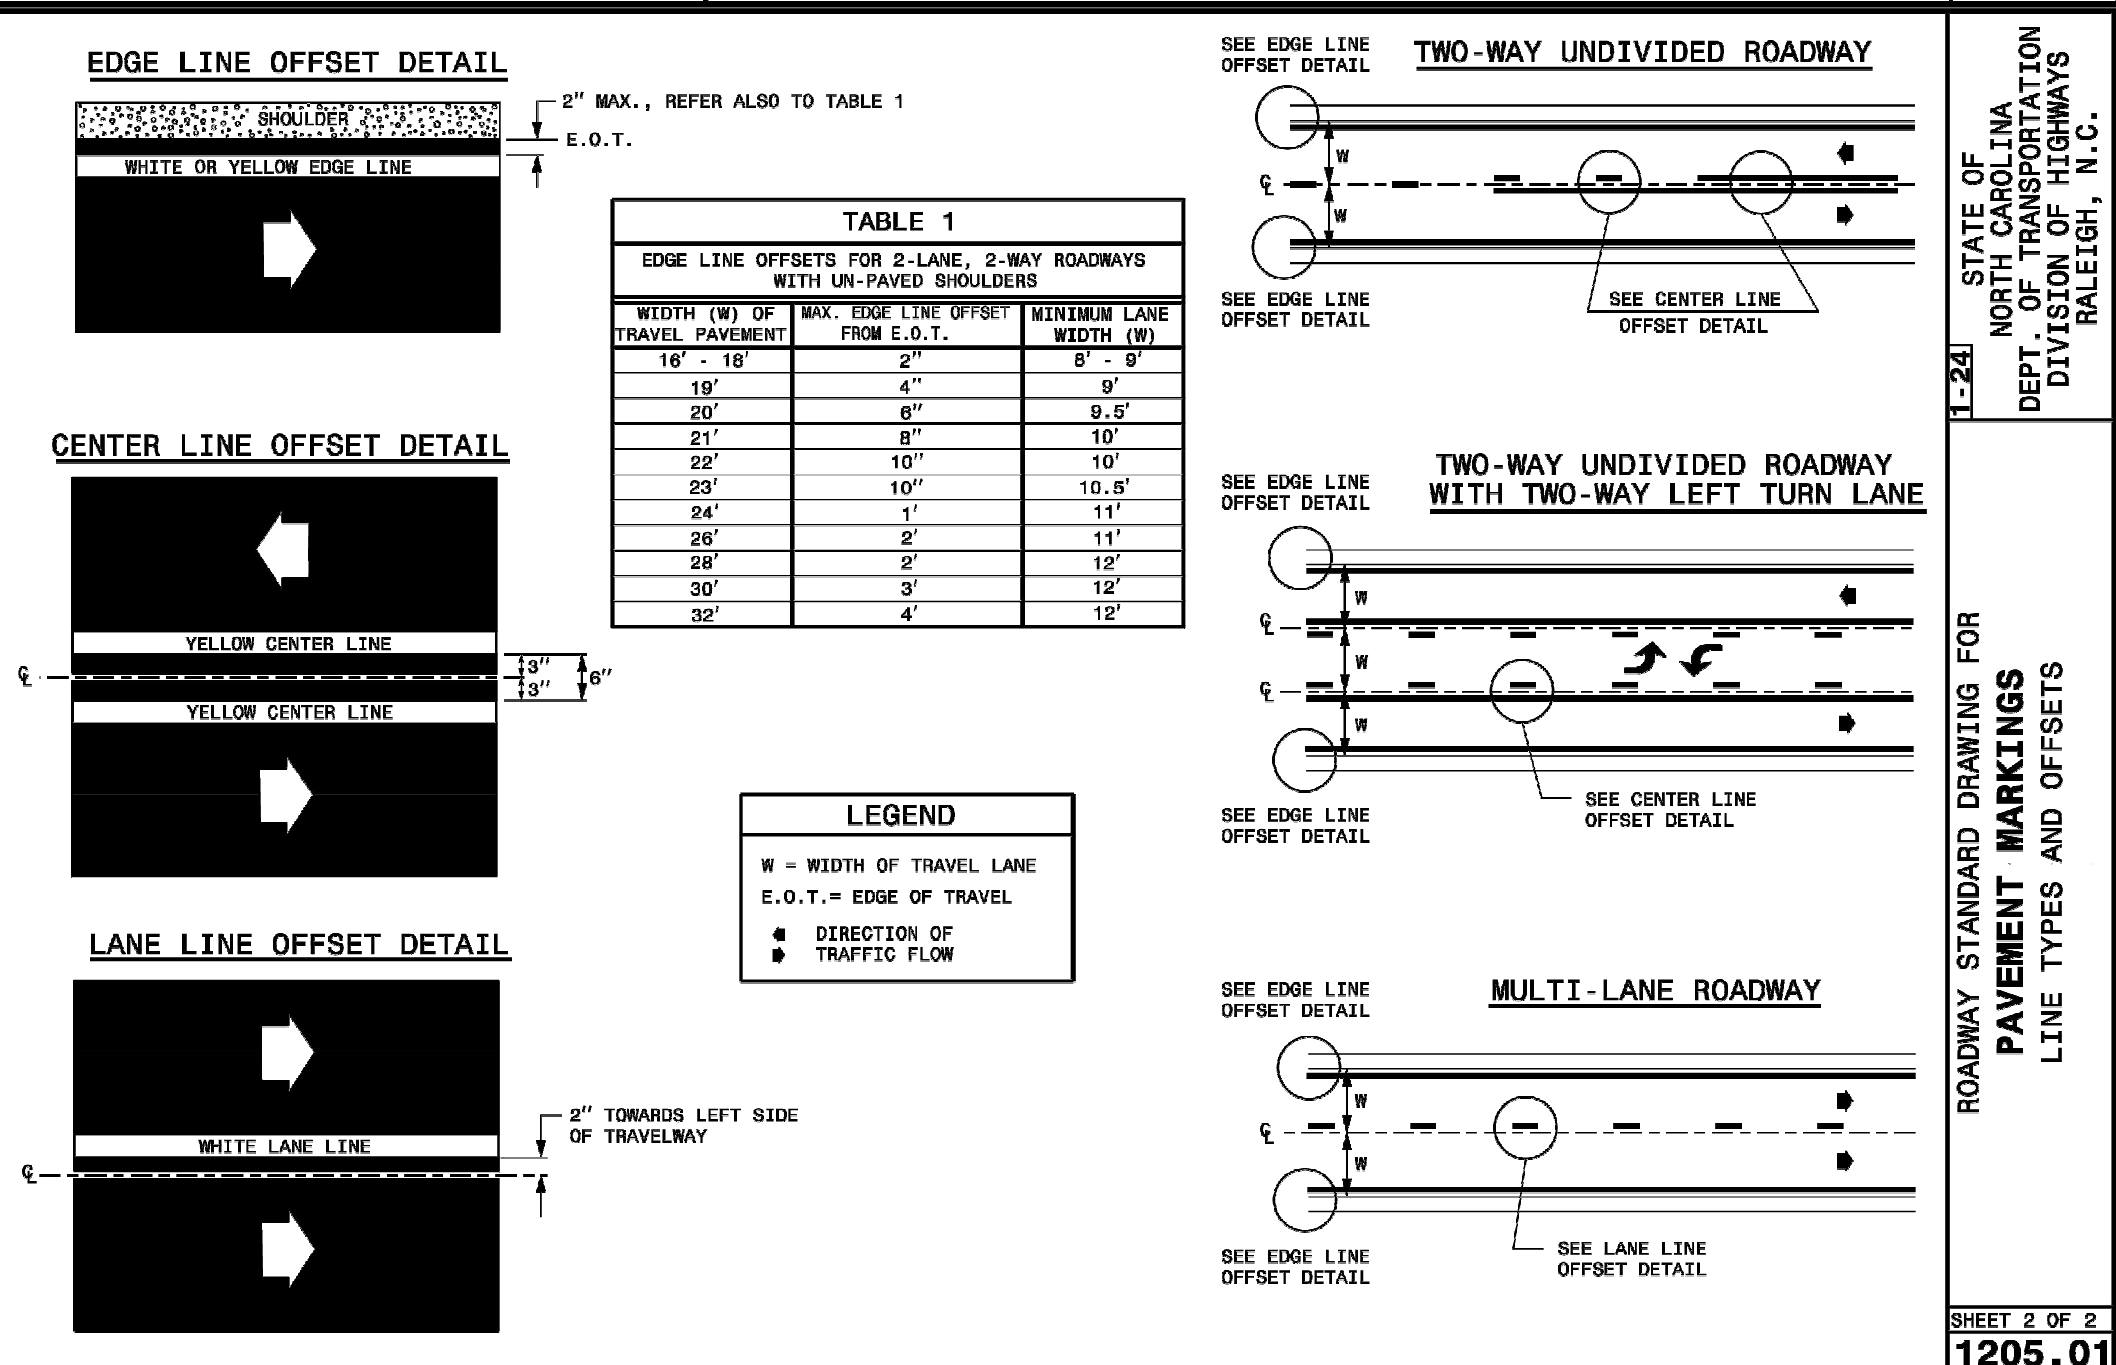 EDGE LINE OFFSET DETAIL
SHOULDER
2" MAX., REFER ALSO TO TABLE 1
E.O.T.
WHITE OR YELLOW EDGE LINE
CENTER LINE OFFSET DETAIL
YELLOW CENTER LINE
CL
3"
3"
6"
YELLOW CENTER LINE
LANE LINE OFFSET DETAIL
2" TOWARDS LEFT SIDE
OF TRAVELWAY
WHITE LANE LINE
CL
TABLE 1
EDGE LINE OFFSETS FOR 2-LANE, 2-WAY ROADWAYS
WITH UN-PAVED SHOULDERS
WIDTH (W) OF TRAVEL PAVEMENT MAX. EDGE LINE OFFSET FROM E.O.T. MINIMUM LANE WIDTH (W)
16' - 18' 2" 8' - 9'
19' 4" 9'
20' 6" 9.5'
21' 8" 10'
22' 10" 10'
23' 10" 10.5'
24' 1' 11'
26' 2' 11'
28' 2' 12'
30' 3' 12'
32' 4' 12'
LEGEND
W = WIDTH OF TRAVEL LANE
E.O.T.= EDGE OF TRAVEL
DIRECTION OF
TRAFFIC FLOW
SEE EDGE LINE
OFFSET DETAIL
TWO-WAY UNDIVIDED ROADWAY
W
CL
W
SEE EDGE LINE
OFFSET DETAIL
SEE CENTER LINE
OFFSET DETAIL
TWO-WAY UNDIVIDED ROADWAY
WITH TWO-WAY LEFT TURN LANE
SEE EDGE LINE
OFFSET DETAIL
W
CL
W
CL
W
SEE CENTER LINE
OFFSET DETAIL
SEE EDGE LINE
OFFSET DETAIL
SEE EDGE LINE
OFFSET DETAIL
MULTI-LANE ROADWAY
W
CL
W
SEE LANE LINE
OFFSET DETAIL
SEE EDGE LINE
OFFSET DETAIL
1-24
STATE OF
NORTH CAROLINA
DEPT. OF TRANSPORTATION
DIVISION OF HIGHWAYS
RALEIGH, N.C.
ROADWAY STANDARD DRAWING FOR
PAVEMENT MARKINGS
LINE TYPES AND OFFSETS
SHEET 2 OF 2
1205.01